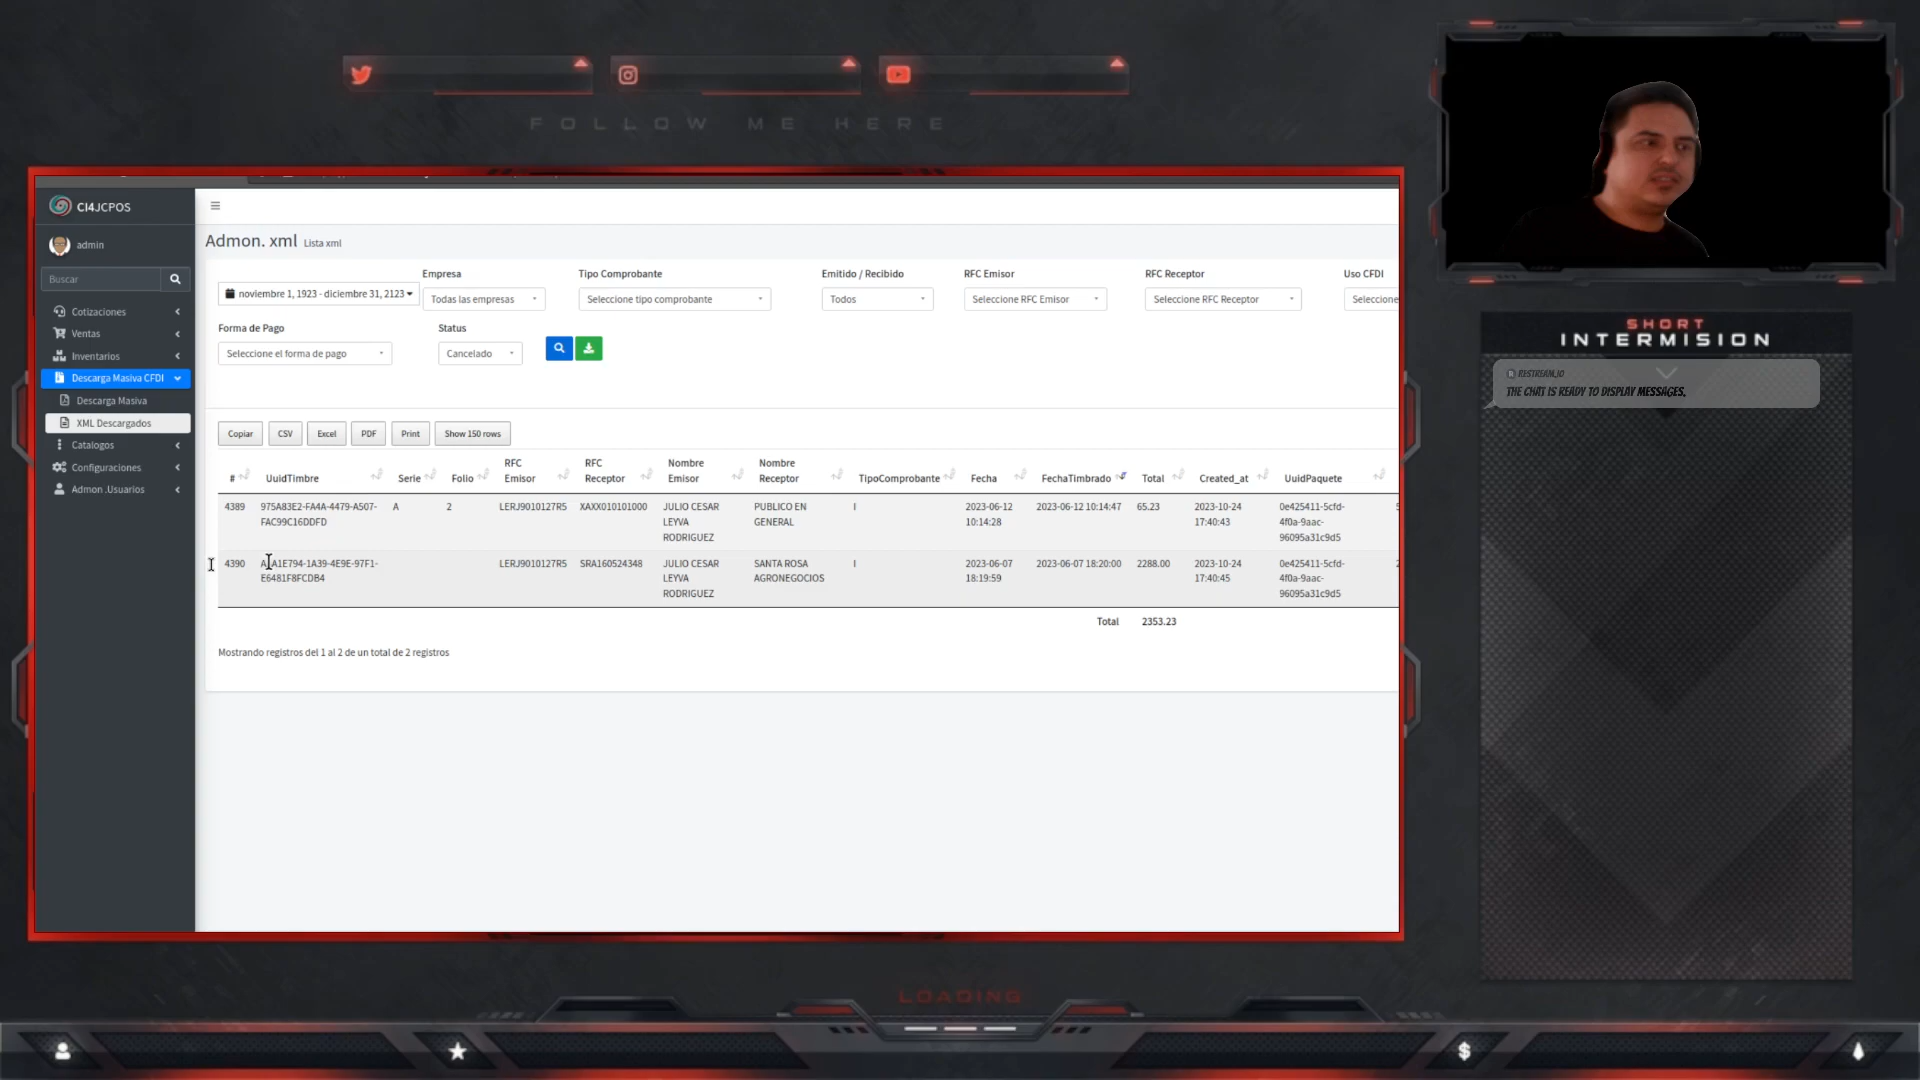 FOLLOW ME HERE
CI4JCPOS
admin
Buscar
Cotizaciones
Ventas
Inventarios
Descarga Masiva CFDI
Descarga Masiva
XML Descargados
Catalogos
Configuraciones
Admon .Usuarios
Admon. xml Lista xml
Empresa Tipo Comprobante Emitido / Recibido RFC Emisor RFC Receptor Uso CFDI
noviembre 1, 1923 - diciembre 31, 2123 Todas las empresas Seleccione tipo comprobante Todos Seleccione RFC Emisor Seleccione RFC Receptor Seleccione
Forma de Pago Status
Seleccione el forma de pago Cancelado
Copiar CSV Excel PDF Print Show 150 rows
# UuidTimbre Serie Folio RFC Emisor RFC Receptor Nombre Emisor Nombre Receptor TipoComprobante Fecha FechaTimbrado Total Created_at UuidPaquete
4389 975A83E2-FA4A-4479-A507- A 2 LERJ9010127R5 XAXX010101000 JULIO CESAR PUBLICO EN I 2023-06-12 2023-06-12 10:14:47 65.23 2023-10-24 0e425411-5cfd-
FAC99C16DDFD LEYVA GENERAL 10:14:28 17:40:43 4f0a-9aac-
RODRIGUEZ 96095a31c9d5
4390 LERJ9010127R5 SRA160524348 JULIO CESAR SANTA ROSA I 2023-06-07 2023-06-07 18:20:00 2288.00 2023-10-24 0e425411-5cfd-
E6481F8FCDB4 LEYVA AGRONEGOCIOS 18:19:59 17:40:45 4f0a-9aac-
RODRIGUEZ 96095a31c9d5
Total 2353.23
Mostrando registros del 1 al 2 de un total de 2 registros
SHORT
INTERMISION
RESTREAM.IO
THE CHAT IS READY TO DISPLAY MESSAGES.
LOADING